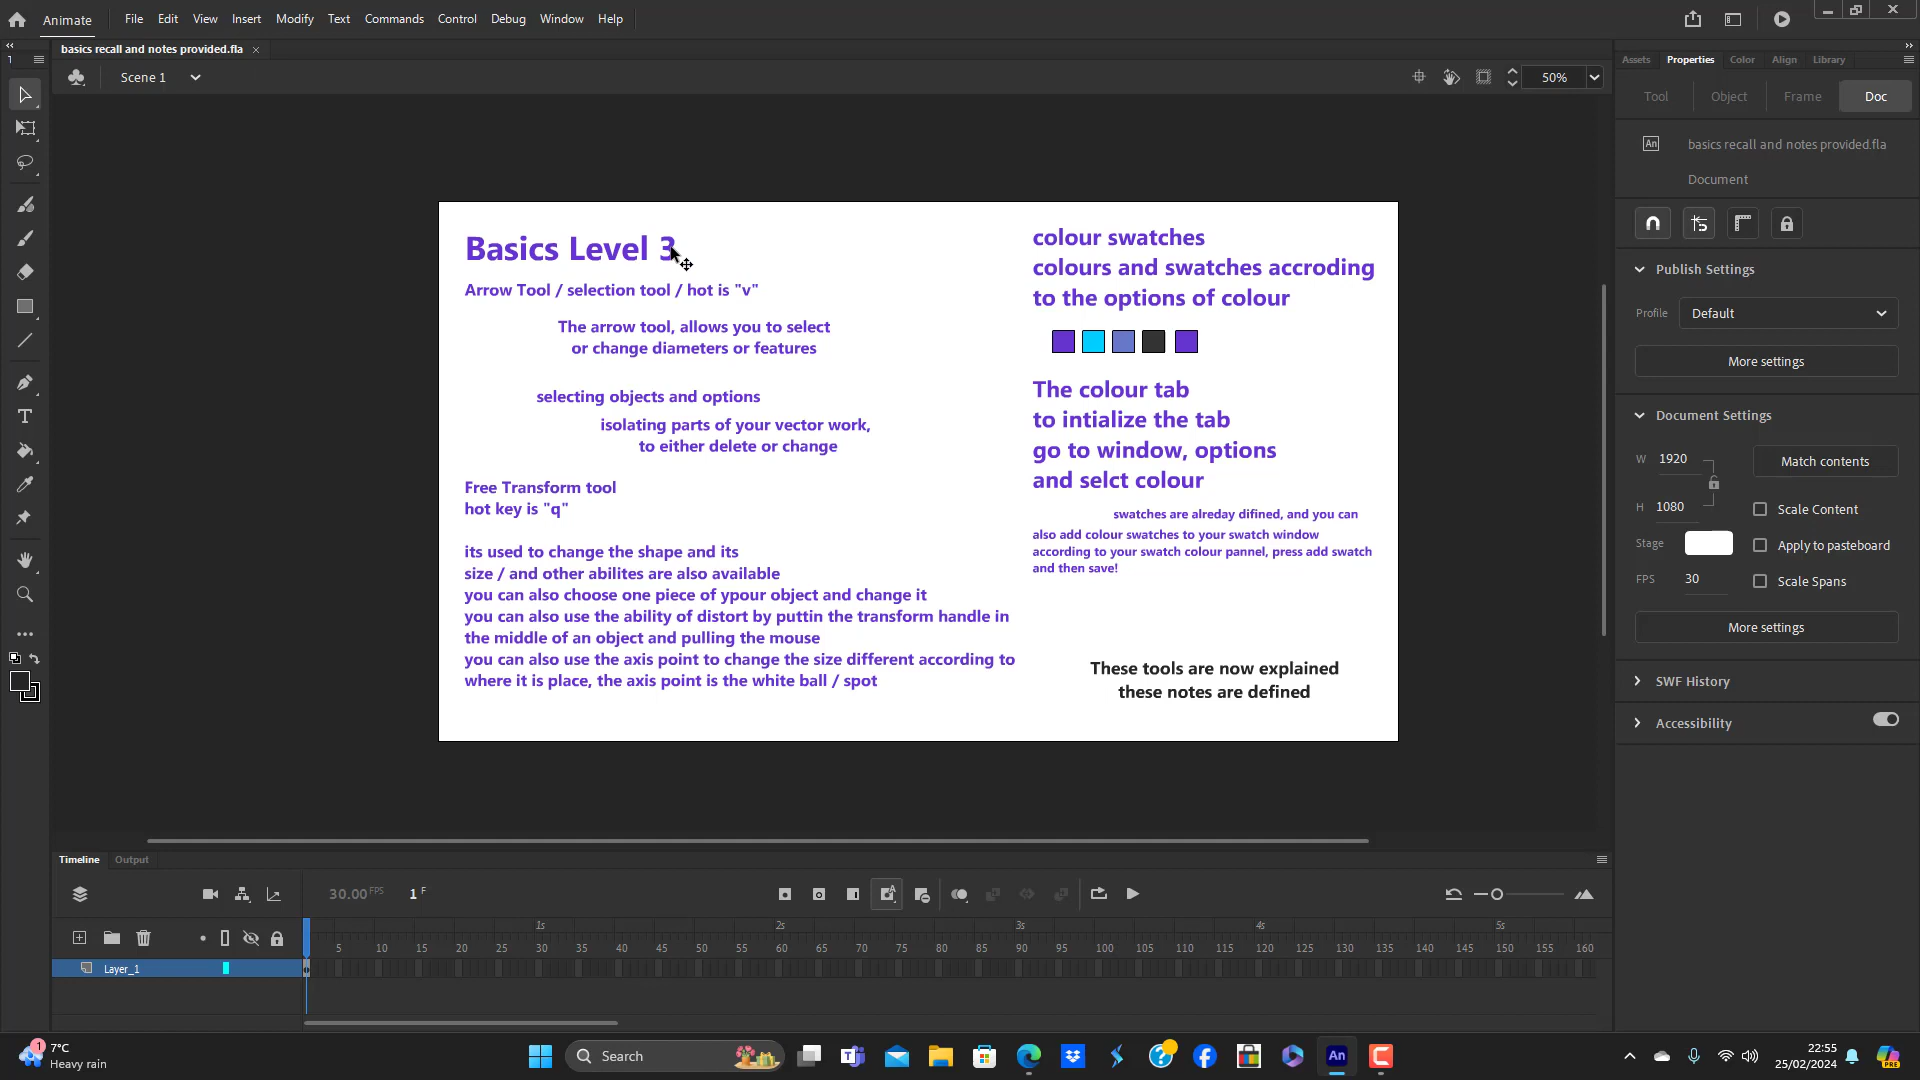 Animate
File Edit View Insert Modify Text Commands Control Debug Window Help
basics recall and notes provided.fla
Scene 1
50%
1
Basics Level 3
Arrow Tool / selection tool / hot is "v"
The arrow tool, allows you to select
or change diameters or features
selecting objects and options
isolating parts of your vector work,
to either delete or change
Free Transform tool
hot key is "q"
its used to change the shape and its
size / and other abilites are also available
you can also choose one piece of ypour object and change it
you can also use the ability of distort by puttin the transform handle in
the middle of an object and pulling the mouse
you can also use the axis point to change the size different according to
where it is place, the axis point is the white ball / spot
colour swatches
colours and swatches accroding
to the options of colour
The colour tab
to intialize the tab
go to window, options
and selct colour
swatches are alreday difined, and you can
also add colour swatches to your swatch window
according to your swatch colour pannel, press add swatch
and then save!
These tools are now explained
these notes are defined
Assets Properties Color Align Library
Tool Object Frame Doc
An basics recall and notes provided.fla
Document
Publish Settings
Profile Default
More settings
Document Settings
W 1920 Match contents
H 1080 Scale Content
Stage Apply to pasteboard
FPS 30 Scale Spans
More settings
SWF History
Accessibility
Timeline Output
30.00 FPS 1 F
1s 2s 3s 4s 5s
5 10 15 20 25 30 35 40 45 50 55 60 65 70 75 80 85 90 95 100 105 110 115 120 125 130 135 140 145 150 155 160
Layer_1
1
7°C
Heavy rain
Search
An
22:55
25/02/2024
PRE